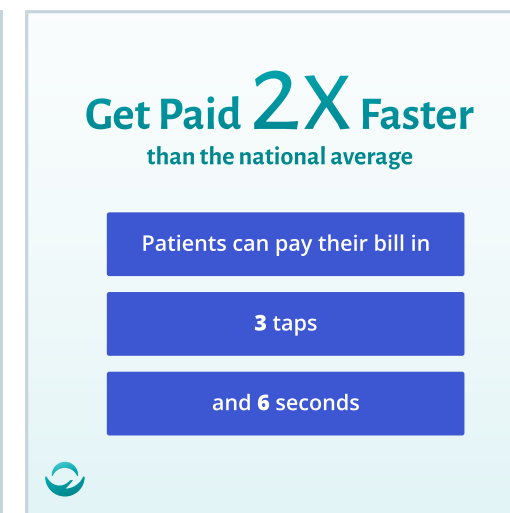 Get Paid 2X Faster
than the national average
Patients can pay their bill in
3 taps
and 6 seconds